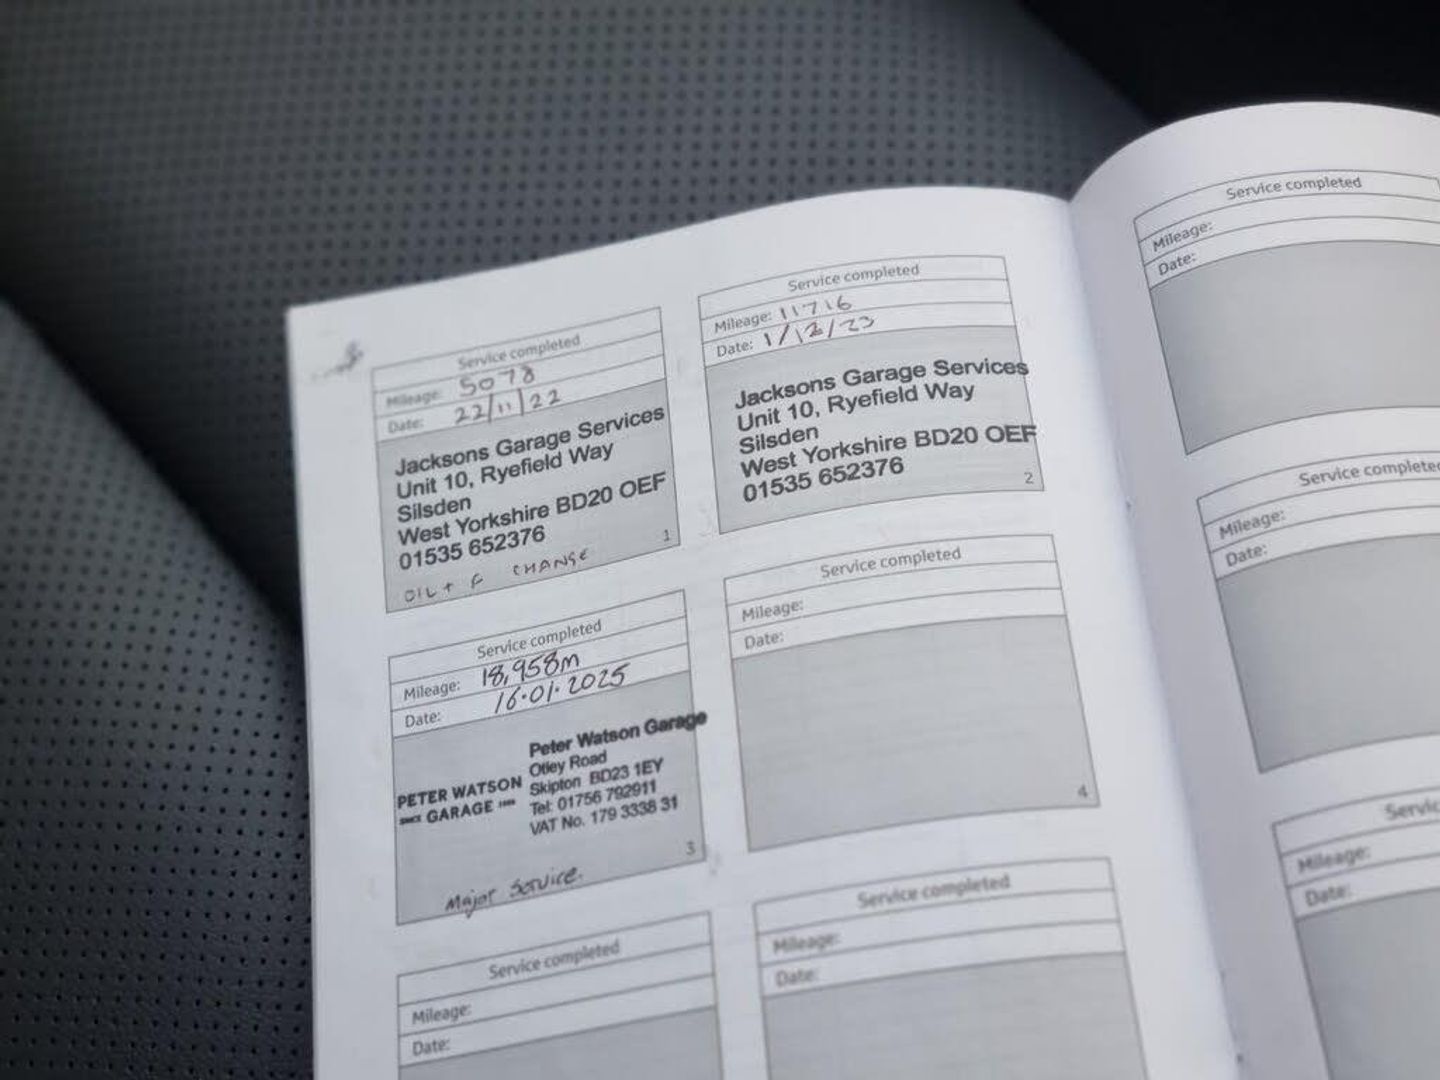 Service completed
Mileage: 5078
Date: 22/11/22
Jacksons Garage Services
Unit 10, Ryefield Way
Silsden
West Yorkshire BD20 OEF
01535 652376
1
OIL + F CHANGE
Service completed
Mileage: 11716
Date: 1/12/23
Jacksons Garage Services
Unit 10, Ryefield Way
Silsden
West Yorkshire BD20 OEF
01535 652376
2
Service completed
Mileage: 18,958m
Date: 16·01·2025
PETER WATSON
GARAGE
Peter Watson Garage
Otley Road
Skipton BD23 1EY
Tel: 01756 792911
VAT No. 179 3338 31
3
Major Service.
Service completed
Mileage:
Date:
4
Service completed
Mileage:
Date:
Service completed
Mileage:
Date:
Service completed
Mileage:
Date:
Service completed
Mileage:
Date:
Servic
Mileage:
Date: